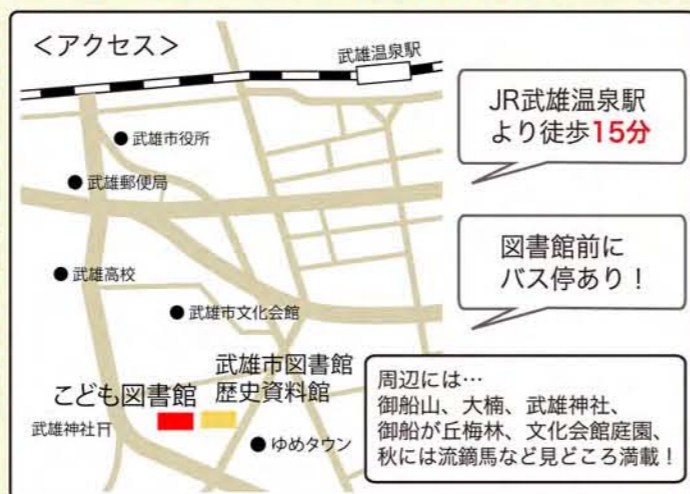 <アクセス>
武雄温泉駅
武雄市役所
武雄郵便局
武雄高校
武雄市文化会館
武雄市図書館
歴史資料館
こども図書館
武雄神社
ゆめタウン
JR武雄温泉駅
より徒歩15分
図書館前に
バス停あり！
周辺には…
御船山、大楠、武雄神社、
御船が丘梅林、文化会館庭園、
秋には流鏑馬など見どころ満載！